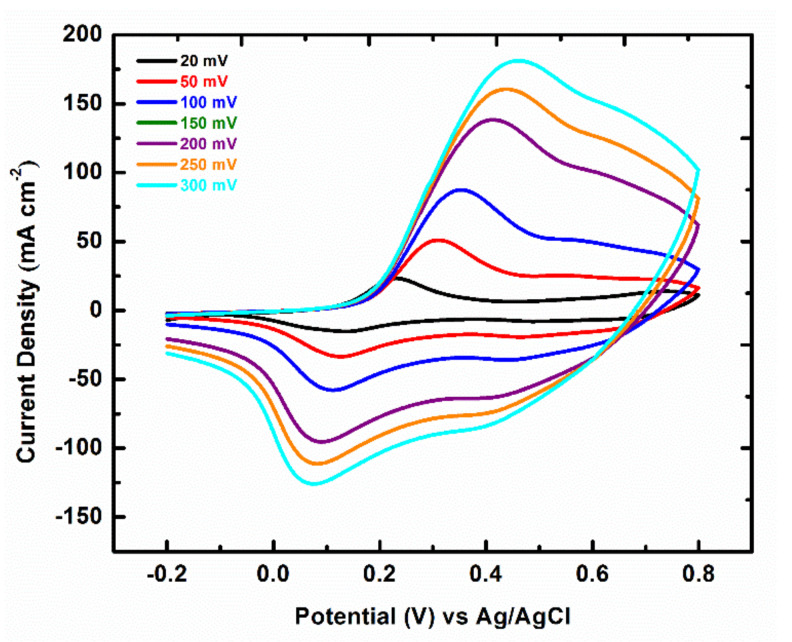 200
150
100
50
0
-50
-100
-150
20 mV
50 mV
100 mV
150 mV
200 mV
250 mV
300 mV
Current Density (mA cm-2)
-0.2 0.0 0.2 0.4 0.6 0.8
Potential (V) vs Ag/AgCl